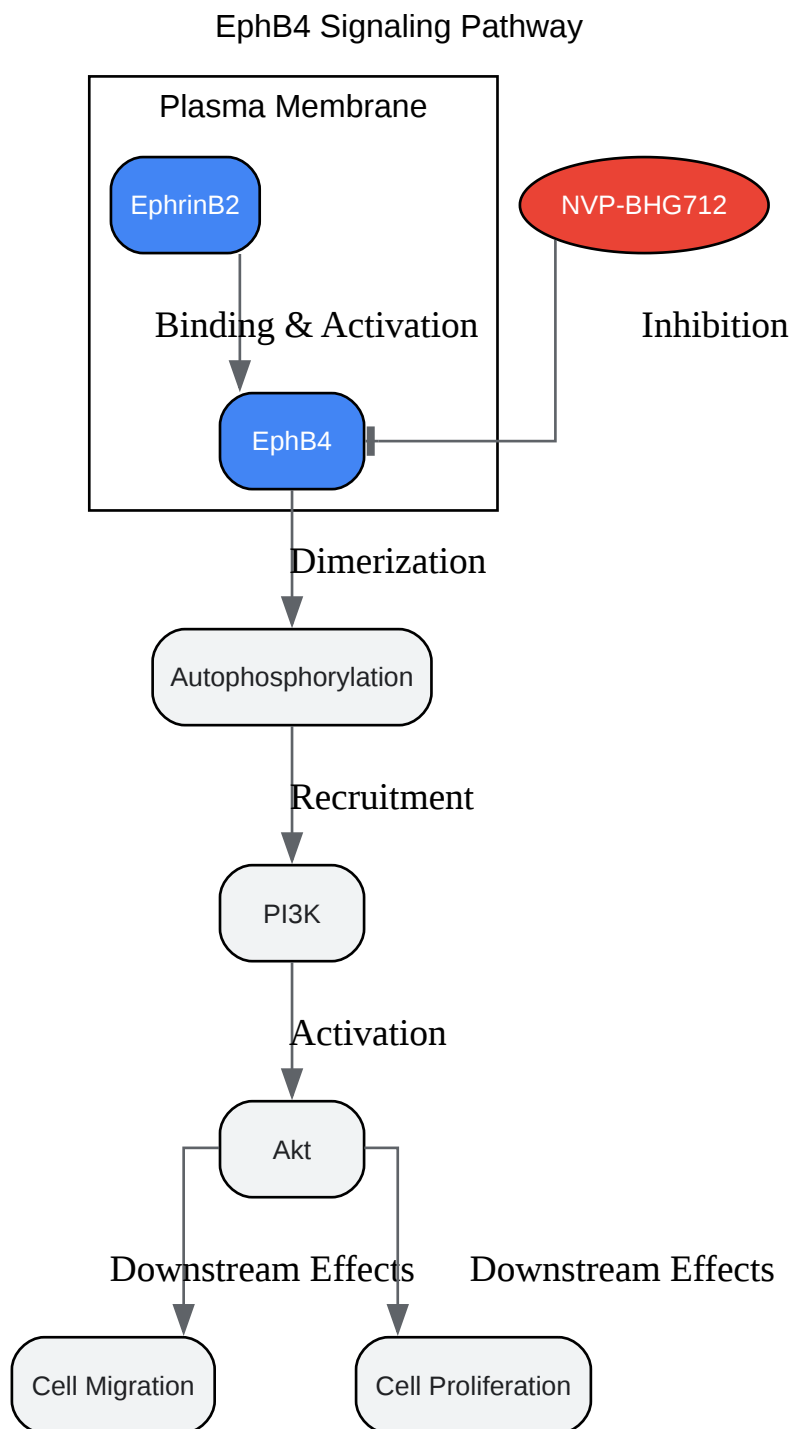 EphB4 Signaling Pathway
Plasma Membrane
EphrinB2
NVP-BHG712
Binding & Activation
Inhibition
EphB4
Dimerization
Autophosphorylation
Recruitment
PI3K
Activation
Akt
Downstream Effects
Downstream Effects
Cell Migration
Cell Proliferation